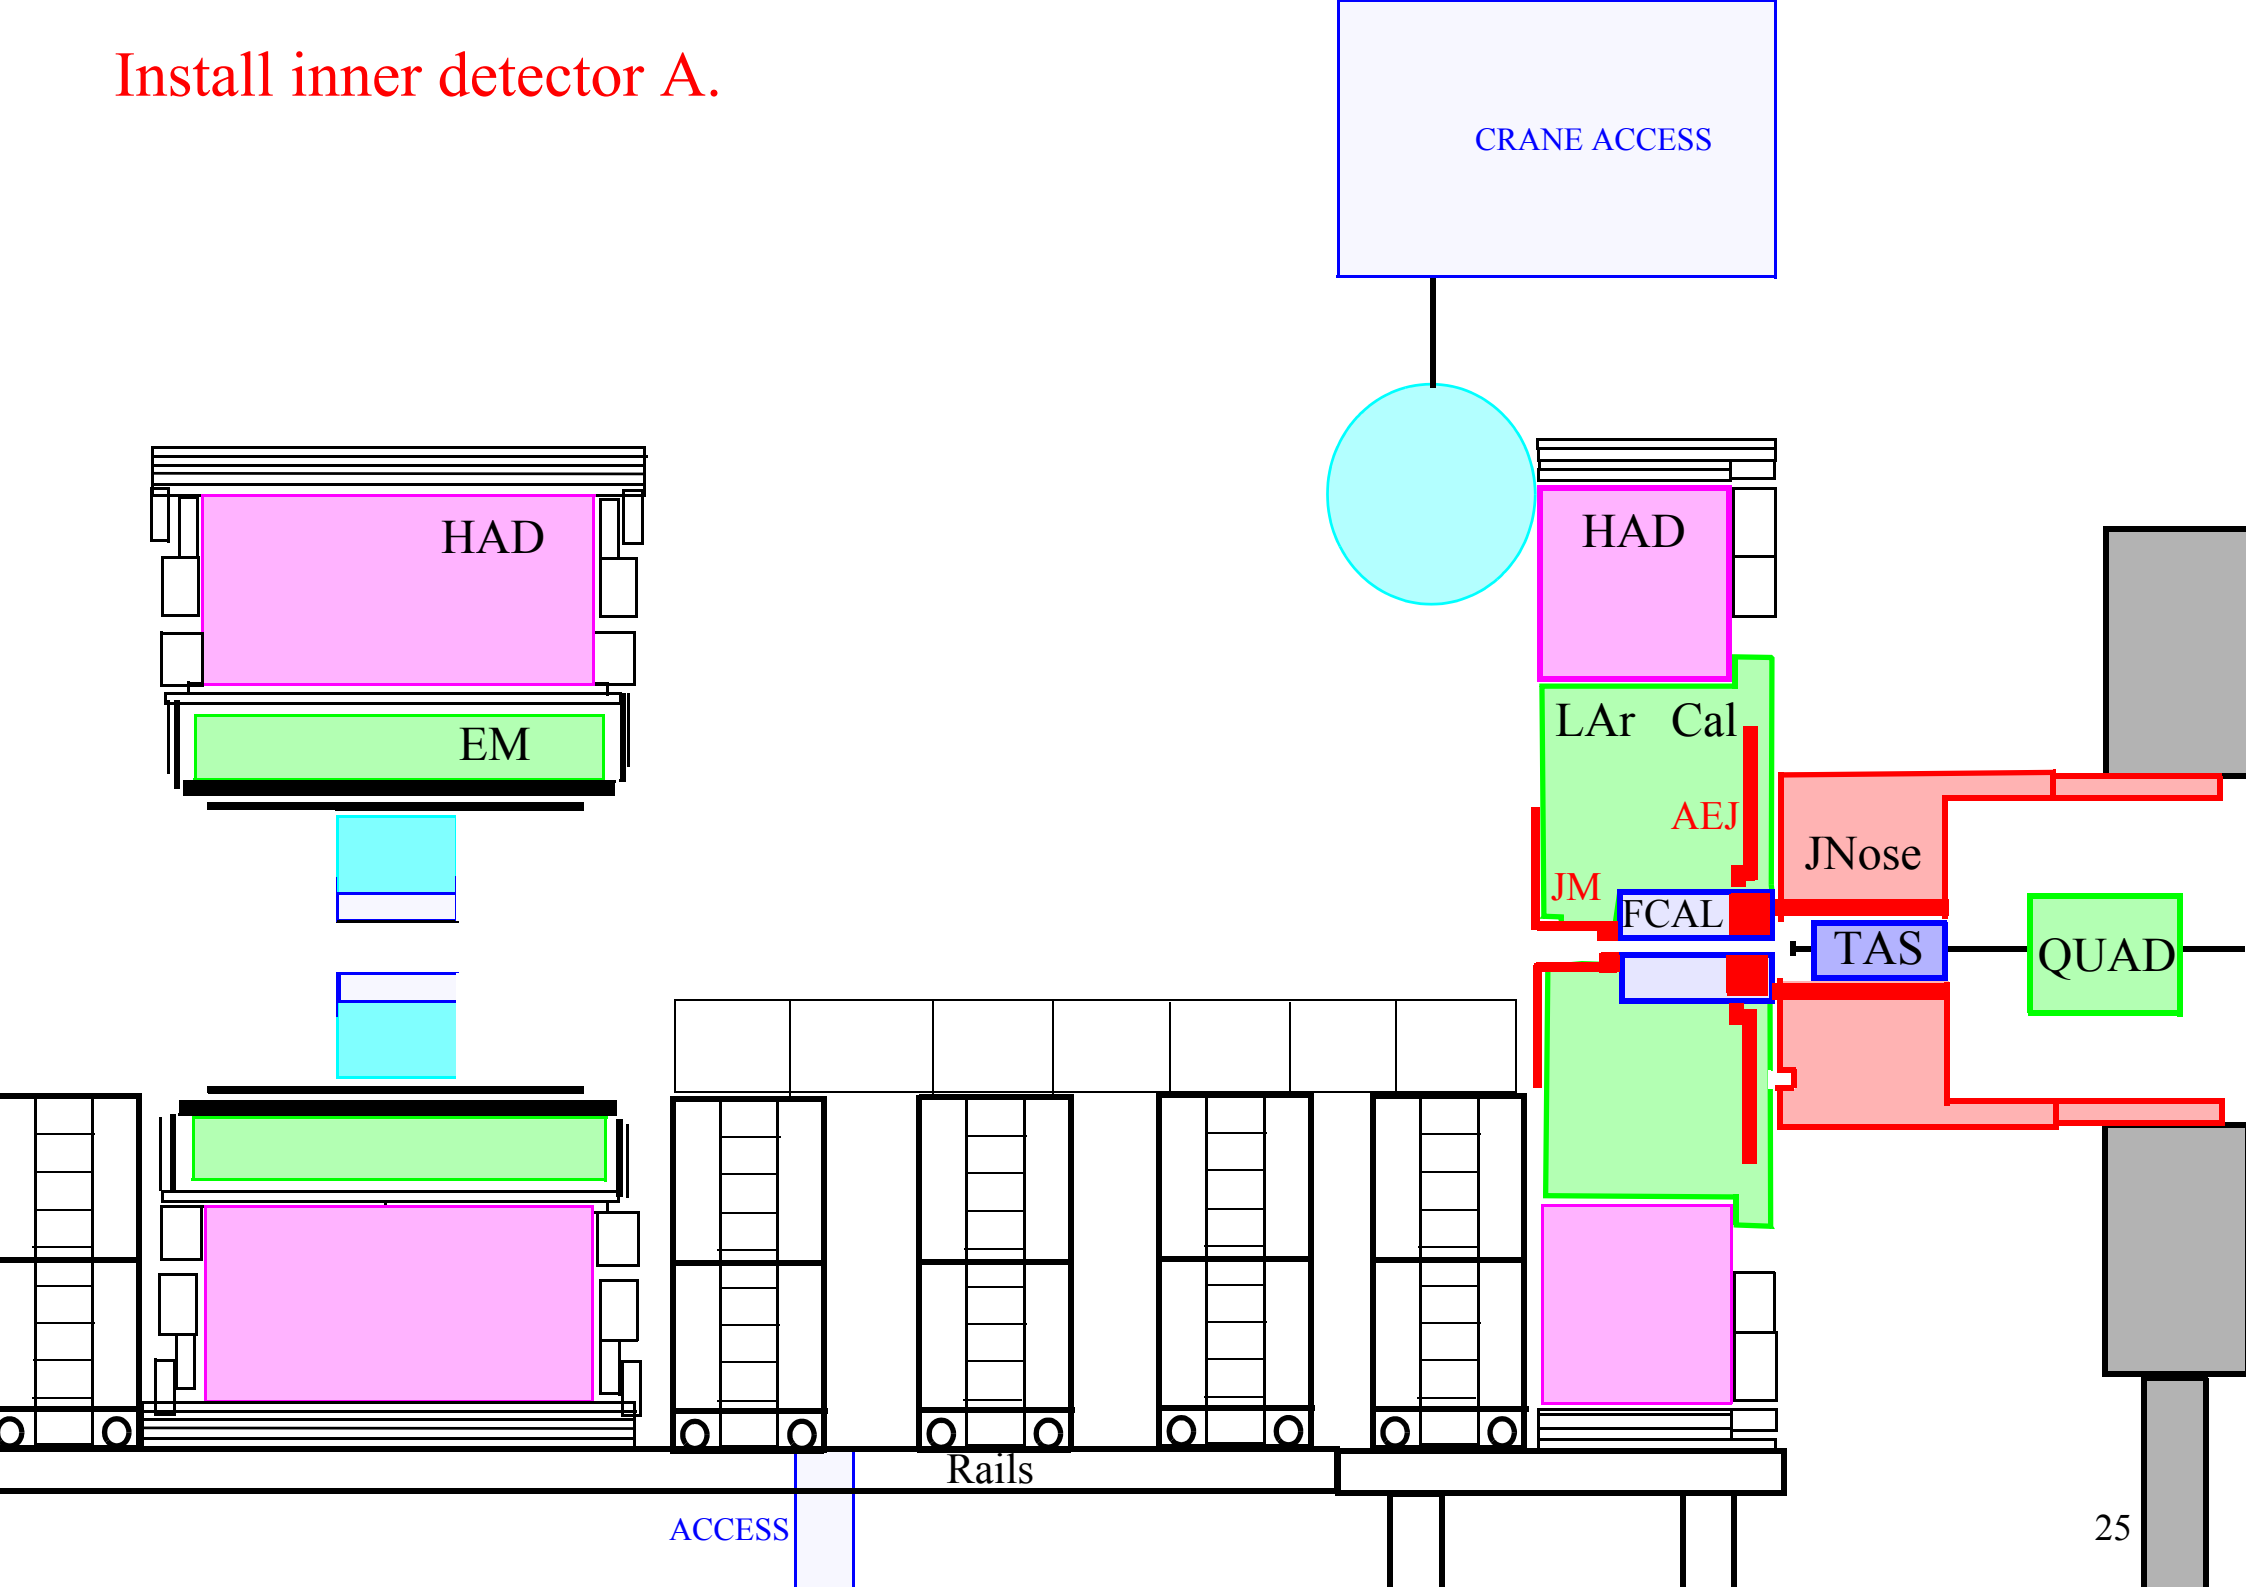 Install inner detector A.
CRANE ACCESS
HAD
HAD
EM
LAr Cal
AEJ
JNose
JM
FCAL
TAS
QUAD
Rails
ACCESS
25